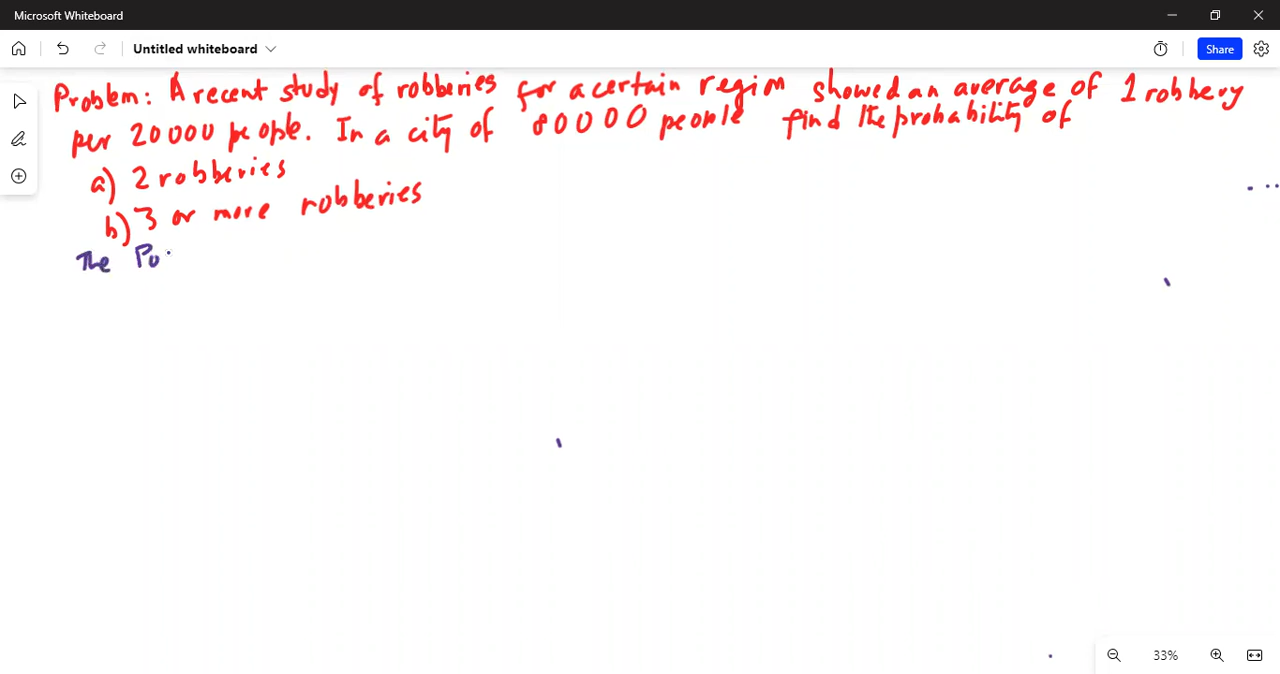 Microsoft Whiteboard
Untitled whiteboard
Share
Problem: A recent study of robberies for a certain region showed an average of 1 robbery
per 20000 people. In a city of 80000 people find the probability of
a) 2 robberies
b) 3 or more robberies
The Po
33%